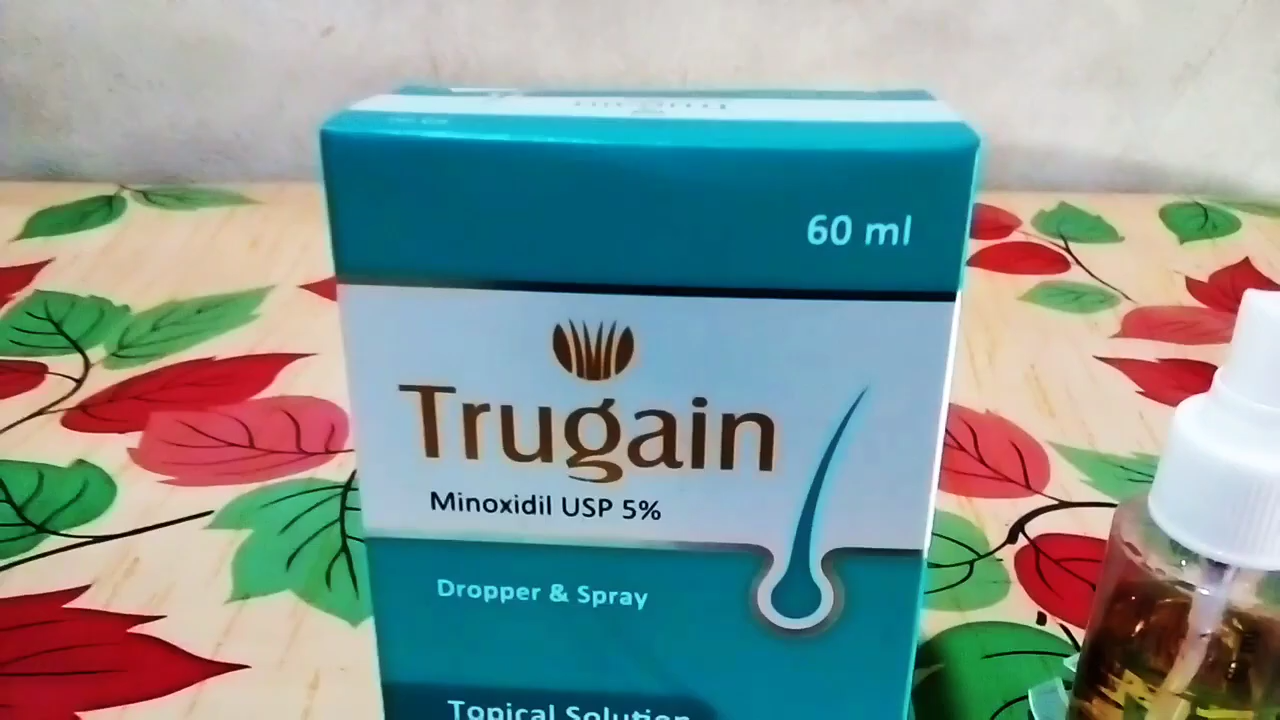 60 ml
Trugain
Minoxidil USP 5%
Dropper & Spray
Topical Solution